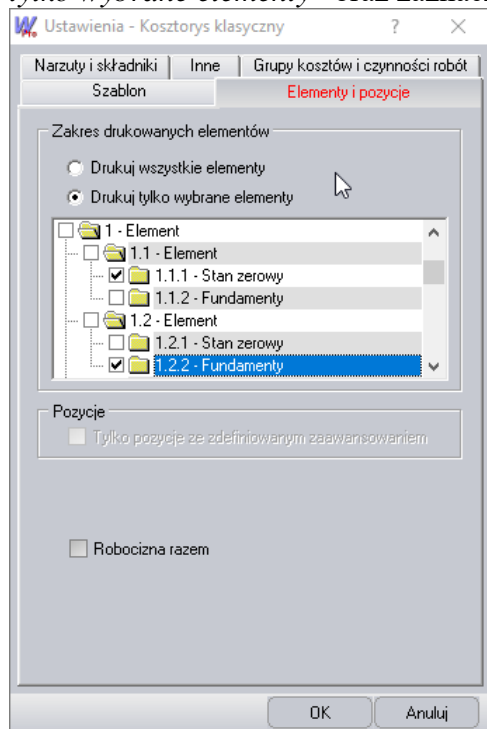 Ustawienia - Kosztorys klasyczny ? ×
Narzuty i składniki Inne Grupy kosztów i czynności robót
Szablon Elementy i pozycje
Zakres drukowanych elementów
Drukuj wszystkie elementy
Drukuj tylko wybrane elementy
1 - Element
1.1 - Element
1.1.1 - Stan zerowy
1.1.2 - Fundamenty
1.2 - Element
1.2.1 - Stan zerowy
1.2.2 - Fundamenty
Pozycje
Tylko pozycje ze zdefiniowanym zaawansowaniem
Robocizna razem
OK Anuluj